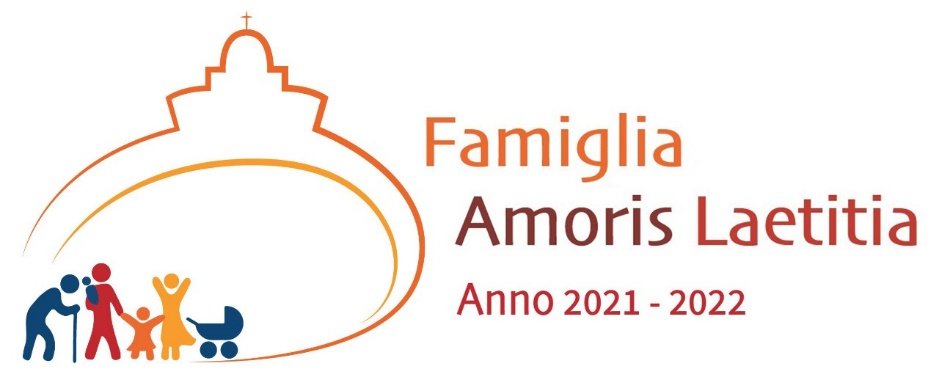 Famiglia
Amoris Laetitia
Anno 2021 - 2022